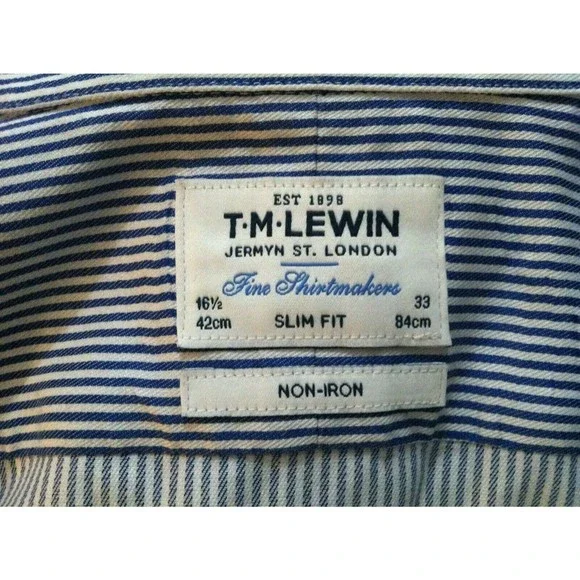 EST 1898
T·M·LEWIN
JERMYN ST. LONDON
Fine Shirtmakers
16½ 33
42cm SLIM FIT 84cm
NON-IRON